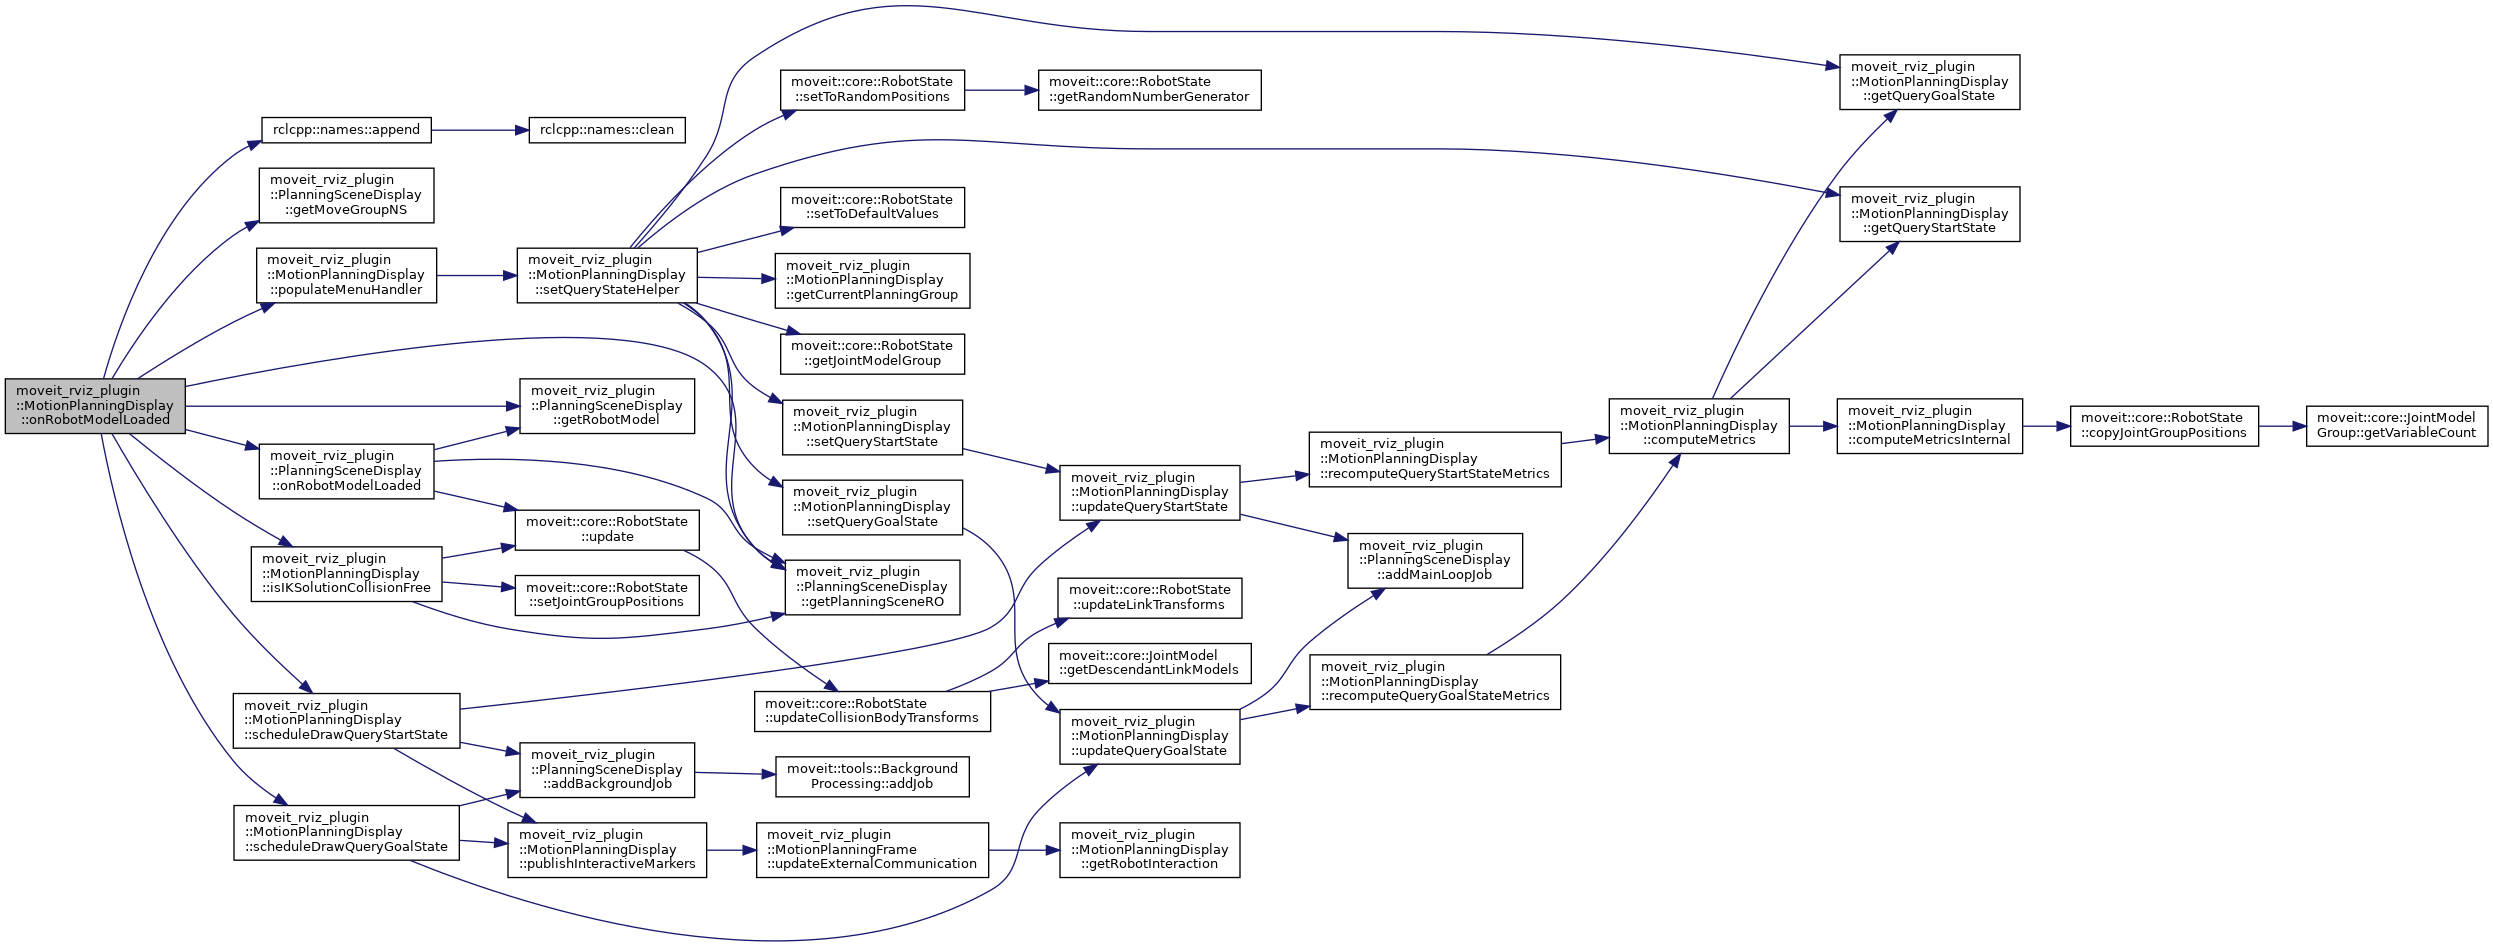 moveit_rviz_plugin
::MotionPlanningDisplay
::onRobotModelLoaded
rclcpp::names::append
rclcpp::names::clean
moveit_rviz_plugin
::PlanningSceneDisplay
::getMoveGroupNS
moveit_rviz_plugin
::MotionPlanningDisplay
::populateMenuHandler
moveit_rviz_plugin
::MotionPlanningDisplay
::setQueryStateHelper
moveit_rviz_plugin
::PlanningSceneDisplay
::getRobotModel
moveit_rviz_plugin
::PlanningSceneDisplay
::onRobotModelLoaded
moveit::core::RobotState
::update
moveit_rviz_plugin
::MotionPlanningDisplay
::isIKSolutionCollisionFree
moveit::core::RobotState
::setJointGroupPositions
moveit_rviz_plugin
::MotionPlanningDisplay
::scheduleDrawQueryStartState
moveit_rviz_plugin
::PlanningSceneDisplay
::addBackgroundJob
moveit_rviz_plugin
::MotionPlanningDisplay
::scheduleDrawQueryGoalState
moveit_rviz_plugin
::MotionPlanningDisplay
::publishInteractiveMarkers
moveit::core::RobotState
::setToRandomPositions
moveit::core::RobotState
::getRandomNumberGenerator
moveit::core::RobotState
::setToDefaultValues
moveit_rviz_plugin
::MotionPlanningDisplay
::getCurrentPlanningGroup
moveit::core::RobotState
::getJointModelGroup
moveit_rviz_plugin
::MotionPlanningDisplay
::setQueryStartState
moveit_rviz_plugin
::MotionPlanningDisplay
::setQueryGoalState
moveit_rviz_plugin
::PlanningSceneDisplay
::getPlanningSceneRO
moveit::core::RobotState
::updateCollisionBodyTransforms
moveit::tools::Background
Processing::addJob
moveit_rviz_plugin
::MotionPlanningFrame
::updateExternalCommunication
moveit_rviz_plugin
::MotionPlanningDisplay
::updateQueryStartState
moveit::core::RobotState
::updateLinkTransforms
moveit::core::JointModel
::getDescendantLinkModels
moveit_rviz_plugin
::MotionPlanningDisplay
::updateQueryGoalState
moveit_rviz_plugin
::MotionPlanningDisplay
::getRobotInteraction
moveit_rviz_plugin
::MotionPlanningDisplay
::recomputeQueryStartStateMetrics
moveit_rviz_plugin
::PlanningSceneDisplay
::addMainLoopJob
moveit_rviz_plugin
::MotionPlanningDisplay
::recomputeQueryGoalStateMetrics
moveit_rviz_plugin
::MotionPlanningDisplay
::computeMetrics
moveit_rviz_plugin
::MotionPlanningDisplay
::getQueryGoalState
moveit_rviz_plugin
::MotionPlanningDisplay
::getQueryStartState
moveit_rviz_plugin
::MotionPlanningDisplay
::computeMetricsInternal
moveit::core::RobotState
::copyJointGroupPositions
moveit::core::JointModel
Group::getVariableCount